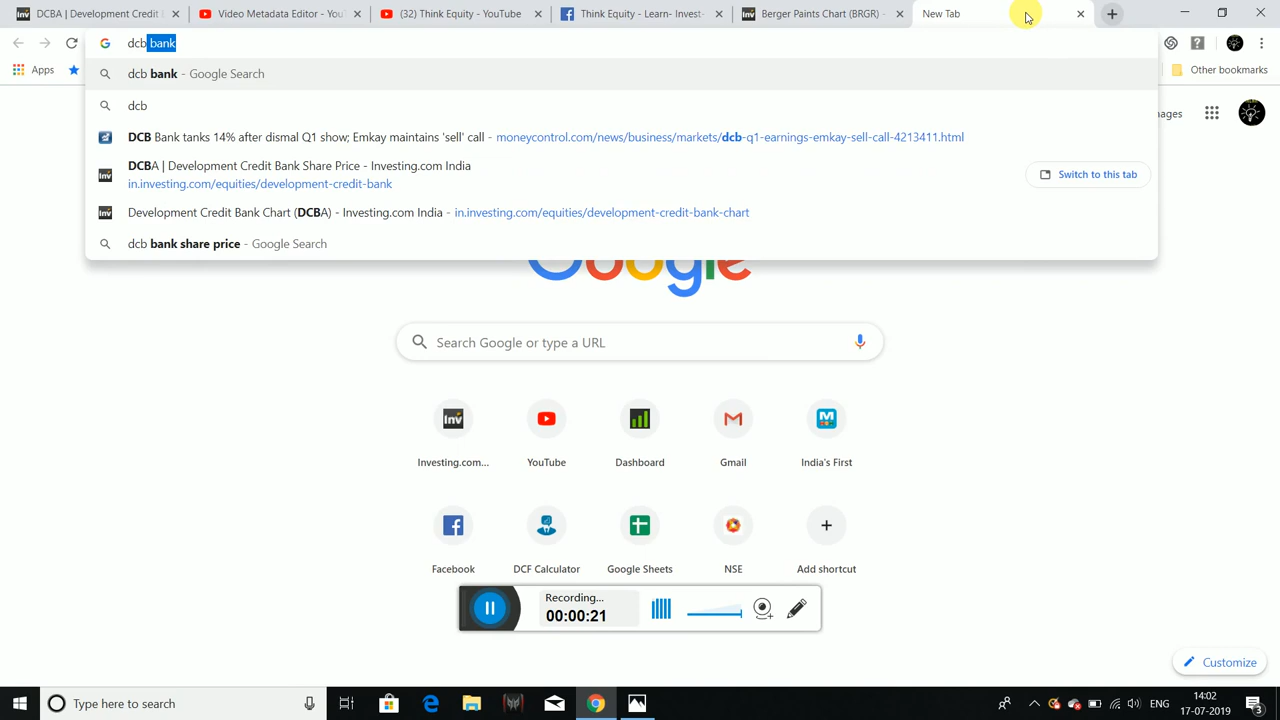 DCBA | Development Credit
Video Metadata Editor - You
(32) Think Equity - YouTube
Think Equity - Learn- Invest-
Berger Paints Chart (BRGR) -
New Tab
dcb bank
Apps
Other bookmarks
dcb bank - Google Search
dcb
DCB Bank tanks 14% after dismal Q1 show; Emkay maintains 'sell' call - moneycontrol.com/news/business/markets/dcb-q1-earnings-emkay-sell-call-4213411.html
DCBA | Development Credit Bank Share Price - Investing.com India
in.investing.com/equities/development-credit-bank
Switch to this tab
Development Credit Bank Chart (DCBA) - Investing.com India - in.investing.com/equities/development-credit-bank-chart
dcb bank share price - Google Search
ages
Google
Search Google or type a URL
Inv
Investing.com...
YouTube
Dashboard
Gmail
India's First
Facebook
DCF Calculator
Google Sheets
NSE
Add shortcut
Recording...
00:00:21
Customize
Type here to search
ENG
14:02
17-07-2019
3